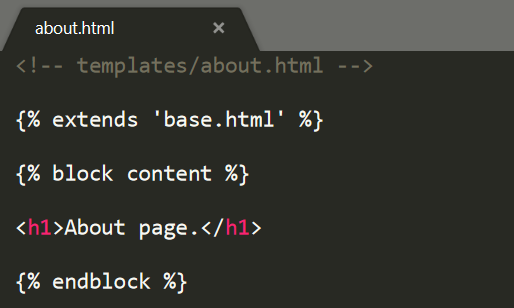 about.html ×
<!-- templates/about.html -->
{% extends 'base.html' %}
{% block content %}
<h1>About page.</h1>
{% endblock %}